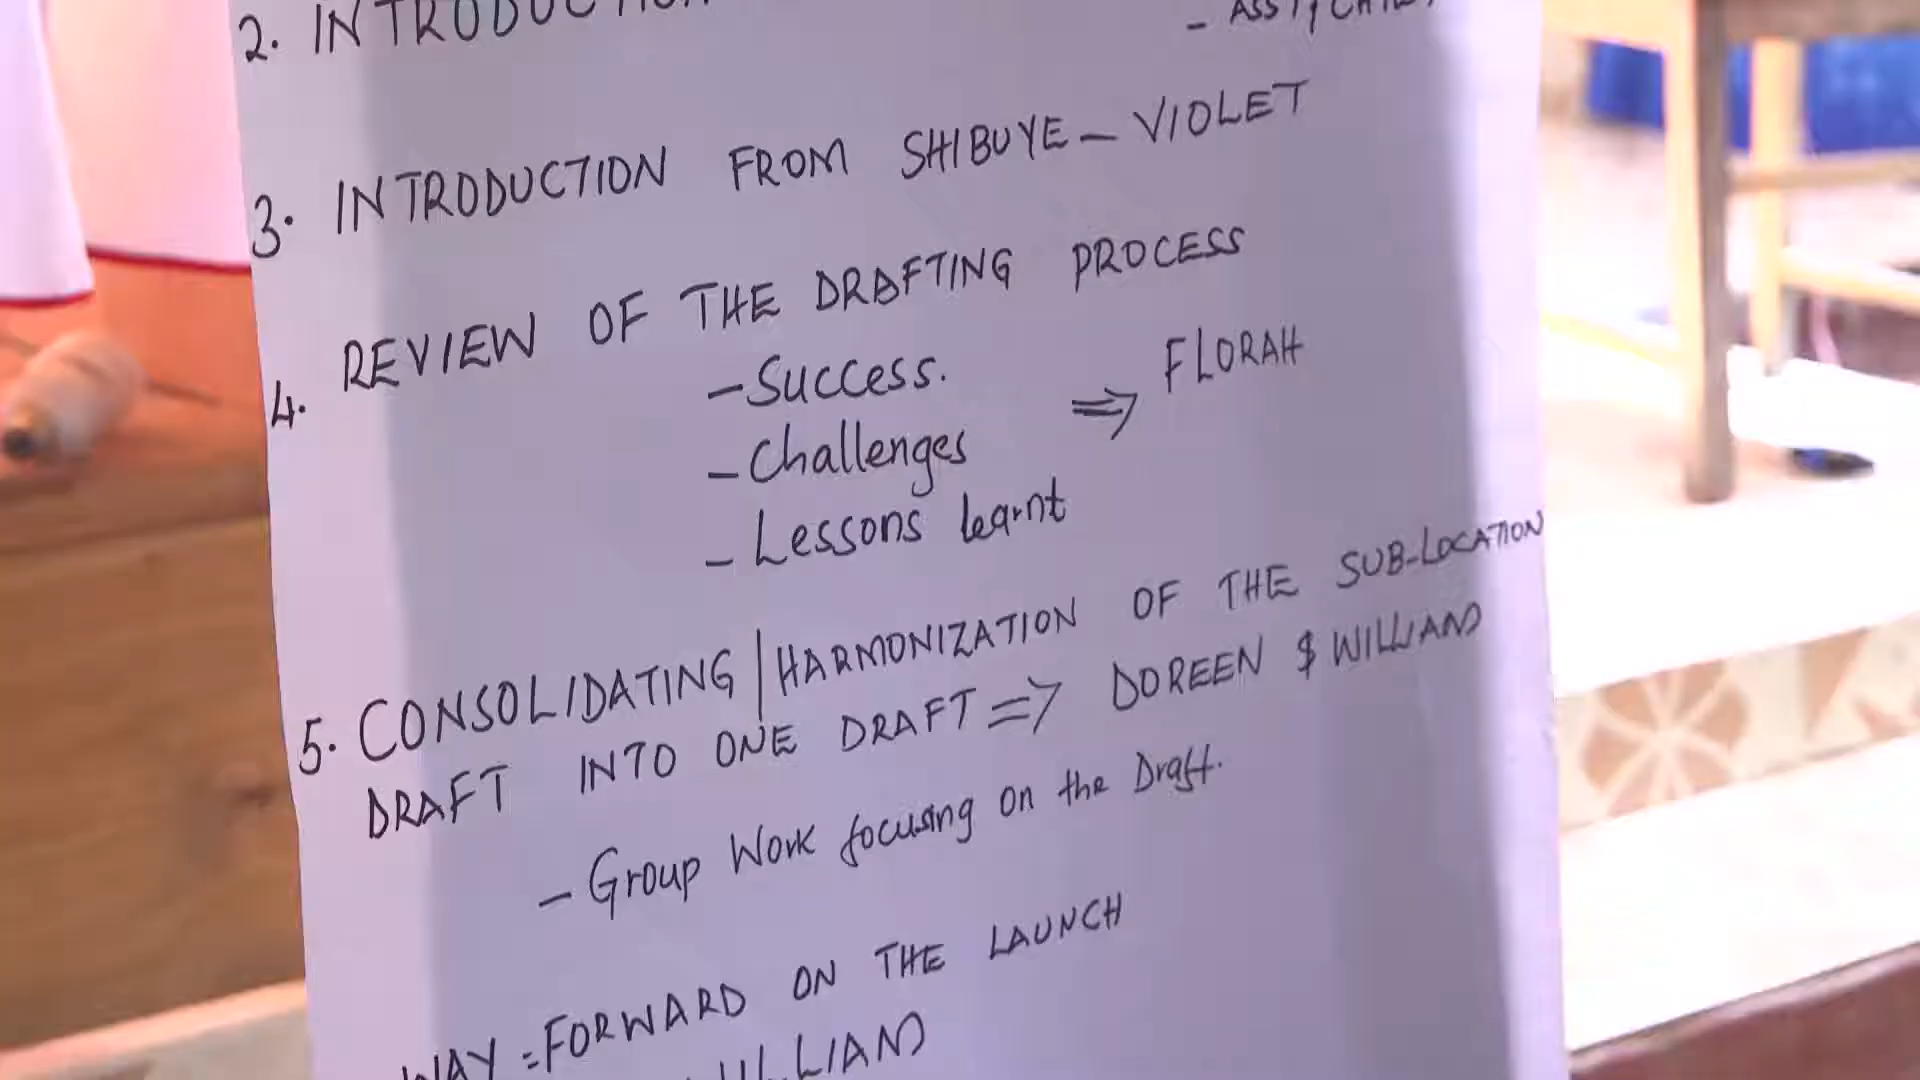 2. INTRODUCTION
3. INTRODUCTION FROM SHIBUYE - VIOLET
4. REVIEW OF THE DRAFTING PROCESS
- Success.
- Challenges => FLORAH
- Lessons learnt
5. CONSOLIDATING/HARMONIZATION OF THE SUB-LOCATION
DRAFT INTO ONE DRAFT => DOREEN & WILLIAM
- Group Work focusing on the Draft.
WAY = FORWARD ON THE LAUNCH
WILLIAM